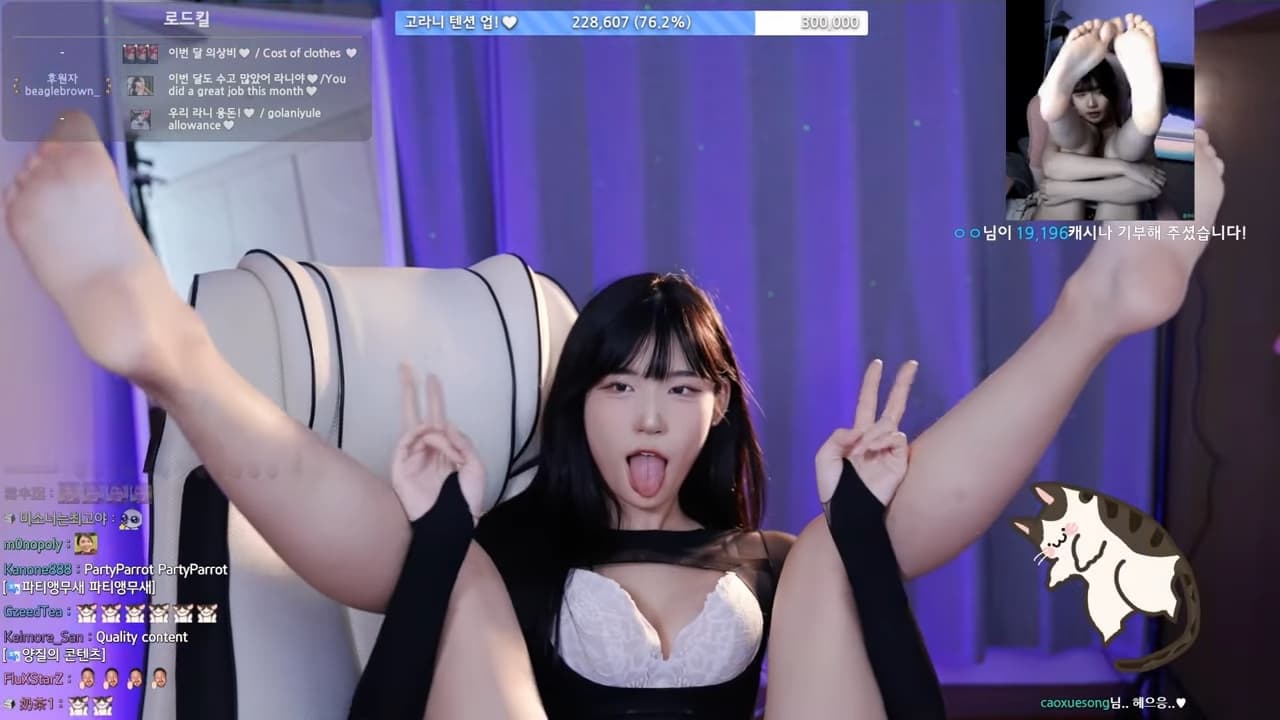 로드킬
고라니 텐션 업!♥ 228,607 (76.2%) 300,000
-
이번 달 의상비♥ / Cost of clothes ♥
후원자
beaglebrown_
이번 달도 수고 많았어 라니야♥/You
did a great job this month♥
-
우리 라니 용돈!♥ / golaniyule
allowance♥
ㅇㅇ님이 19,196캐시나 기부해 주셨습니다!
미소녀는최고야 :
m0nopoly :
Kanone888 : PartyParrot PartyParrot
[파티앵무새 파티앵무새]
GzeedTea :
Kelmore_San : Quality content
[양질의 콘텐츠]
FluXStarZ :
奶茶1 :
caoxuesong님.. 헤으응..♥